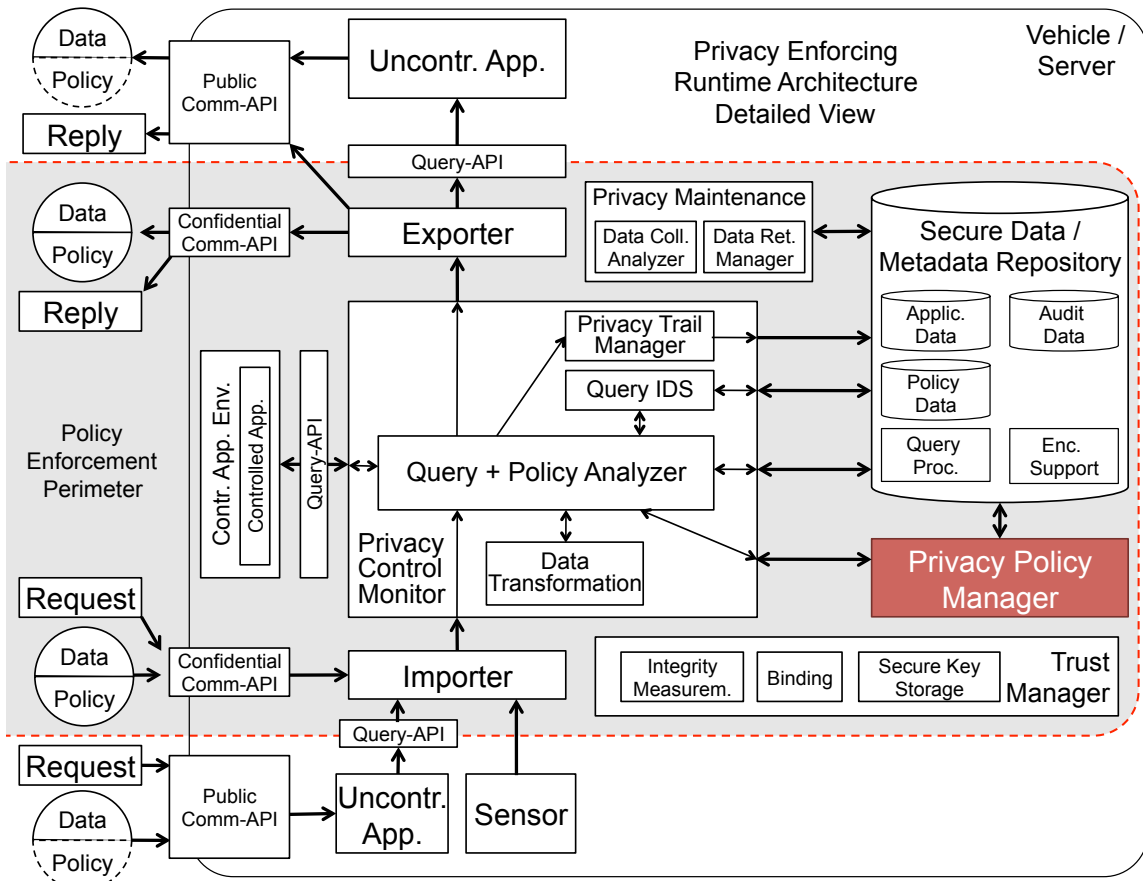 Data
Policy
Public
Comm-API
Uncontr. App.
Privacy Enforcing
Runtime Architecture
Detailed View
Vehicle /
Server
Reply
Query-API
Data
Policy
Confidential
Comm-API
Exporter
Reply
Privacy Maintenance
Data Coll.
Analyzer
Data Ret.
Manager
Secure Data /
Metadata Repository
Applic.
Data
Audit
Data
Policy
Data
Query
Proc.
Enc.
Support
Privacy Trail
Manager
Query IDS
Query + Policy Analyzer
Data
Transformation
Privacy
Control
Monitor
Contr. App. Env.
Controlled App.
Query-API
Policy
Enforcement
Perimeter
Privacy Policy
Manager
Request
Data
Policy
Confidential
Comm-API
Importer
Integrity
Measurem.
Binding
Secure Key
Storage
Trust
Manager
Query-API
Request
Data
Policy
Public
Comm-API
Uncontr.
App.
Sensor